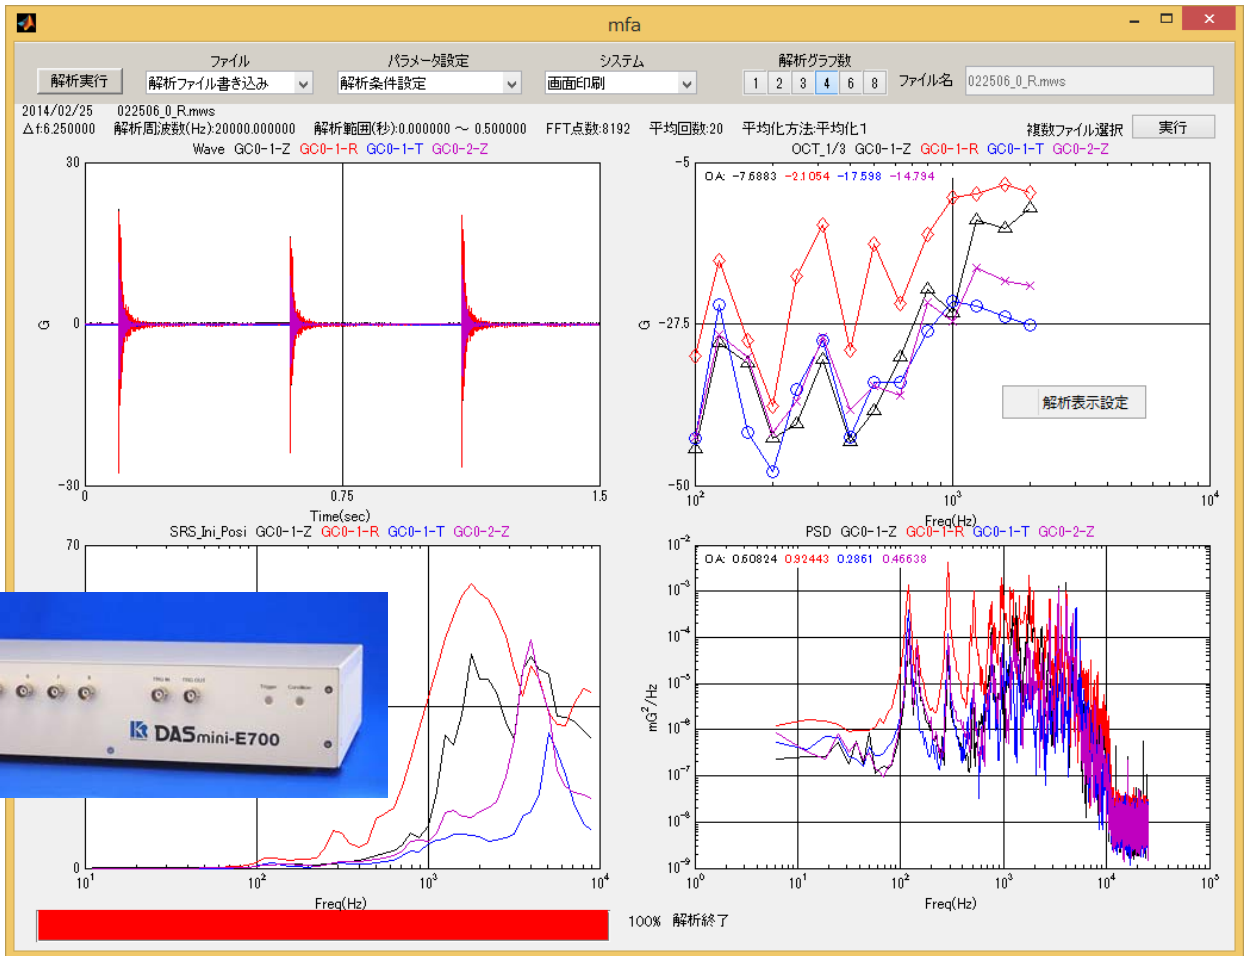 mfa
ファイル パラメータ設定 システム 解析グラフ数
解析実行 解析ファイル書き込み 解析条件設定 画面印刷 1 2 3 4 6 8 ファイル名 022506_0_R.mws
2014/02/25 022506_0_R.mws
Δf:6.250000 解析周波数(Hz):20000.000000 解析範囲(秒):0.000000 ～ 0.500000 FFT点数:8192 平均回数:20 平均化方法:平均化1 複数ファイル選択 実行
Wave GC0-1-Z GC0-1-R GC0-1-T GC0-2-Z
30
G
0
-30
0 0.75 1.5
Time(sec)
OCT_1/3 GC0-1-Z GC0-1-R GC0-1-T GC0-2-Z
-5
OA: -7.6883 -2.1054 -17.598 -14.794
G
-27.5
解析表示設定
-50
10² 10³ 10⁴
Freq(Hz)
SRS_Ini_Posi GC0-1-Z GC0-1-R GC0-1-T GC0-2-Z
70
TRIG IN TRIG OUT Trigger Condition
DASmini-E700
0
10¹ 10² 10³ 10⁴
Freq(Hz)
PSD GC0-1-Z GC0-1-R GC0-1-T GC0-2-Z
OA: 0.60824 0.92443 0.2861 0.46638
10⁻²
10⁻³
10⁻⁴
10⁻⁵
mG²/Hz
10⁻⁶
10⁻⁷
10⁻⁸
10⁻⁹
10⁰ 10¹ 10² 10³ 10⁴ 10⁵
Freq(Hz)
100% 解析終了